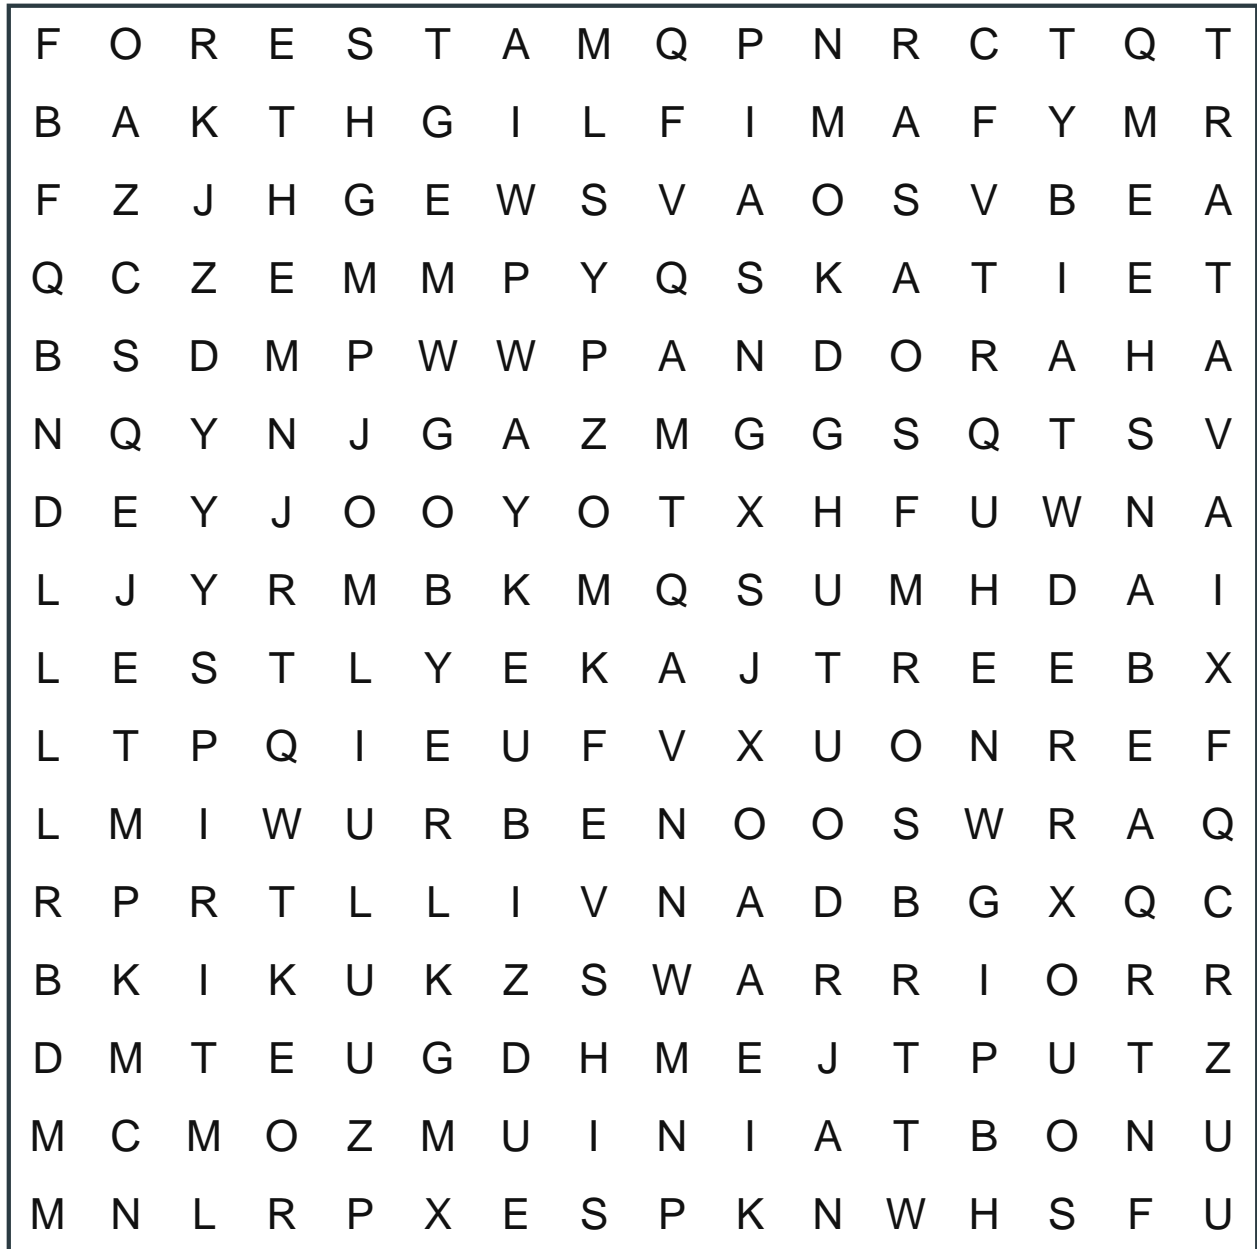 F O R E S T A M Q P N R C T Q T
B A K T H G I L F I M A F Y M R
F Z J H G E W S V A O S V B E A
Q C Z E M M P Y Q S K A T I E T
B S D M P W W P A N D O R A H A
N Q Y N J G A Z M G G S Q T S V
D E Y J O O Y O T X H F U W N A
L J Y R M B K M Q S U M H D A I
L E S T L Y E K A J T R E E B X
L T P Q I E U F V X U O N R E F
L M I W U R B E N O O S W R A Q
R P R T L L I V N A D B G X Q C
B K I K U K Z S W A R R I O R R
D M T E U G D H M E J T P U T Z
M C M O Z M U I N I A T B O N U
M N L R P X E S P K N W H S F U